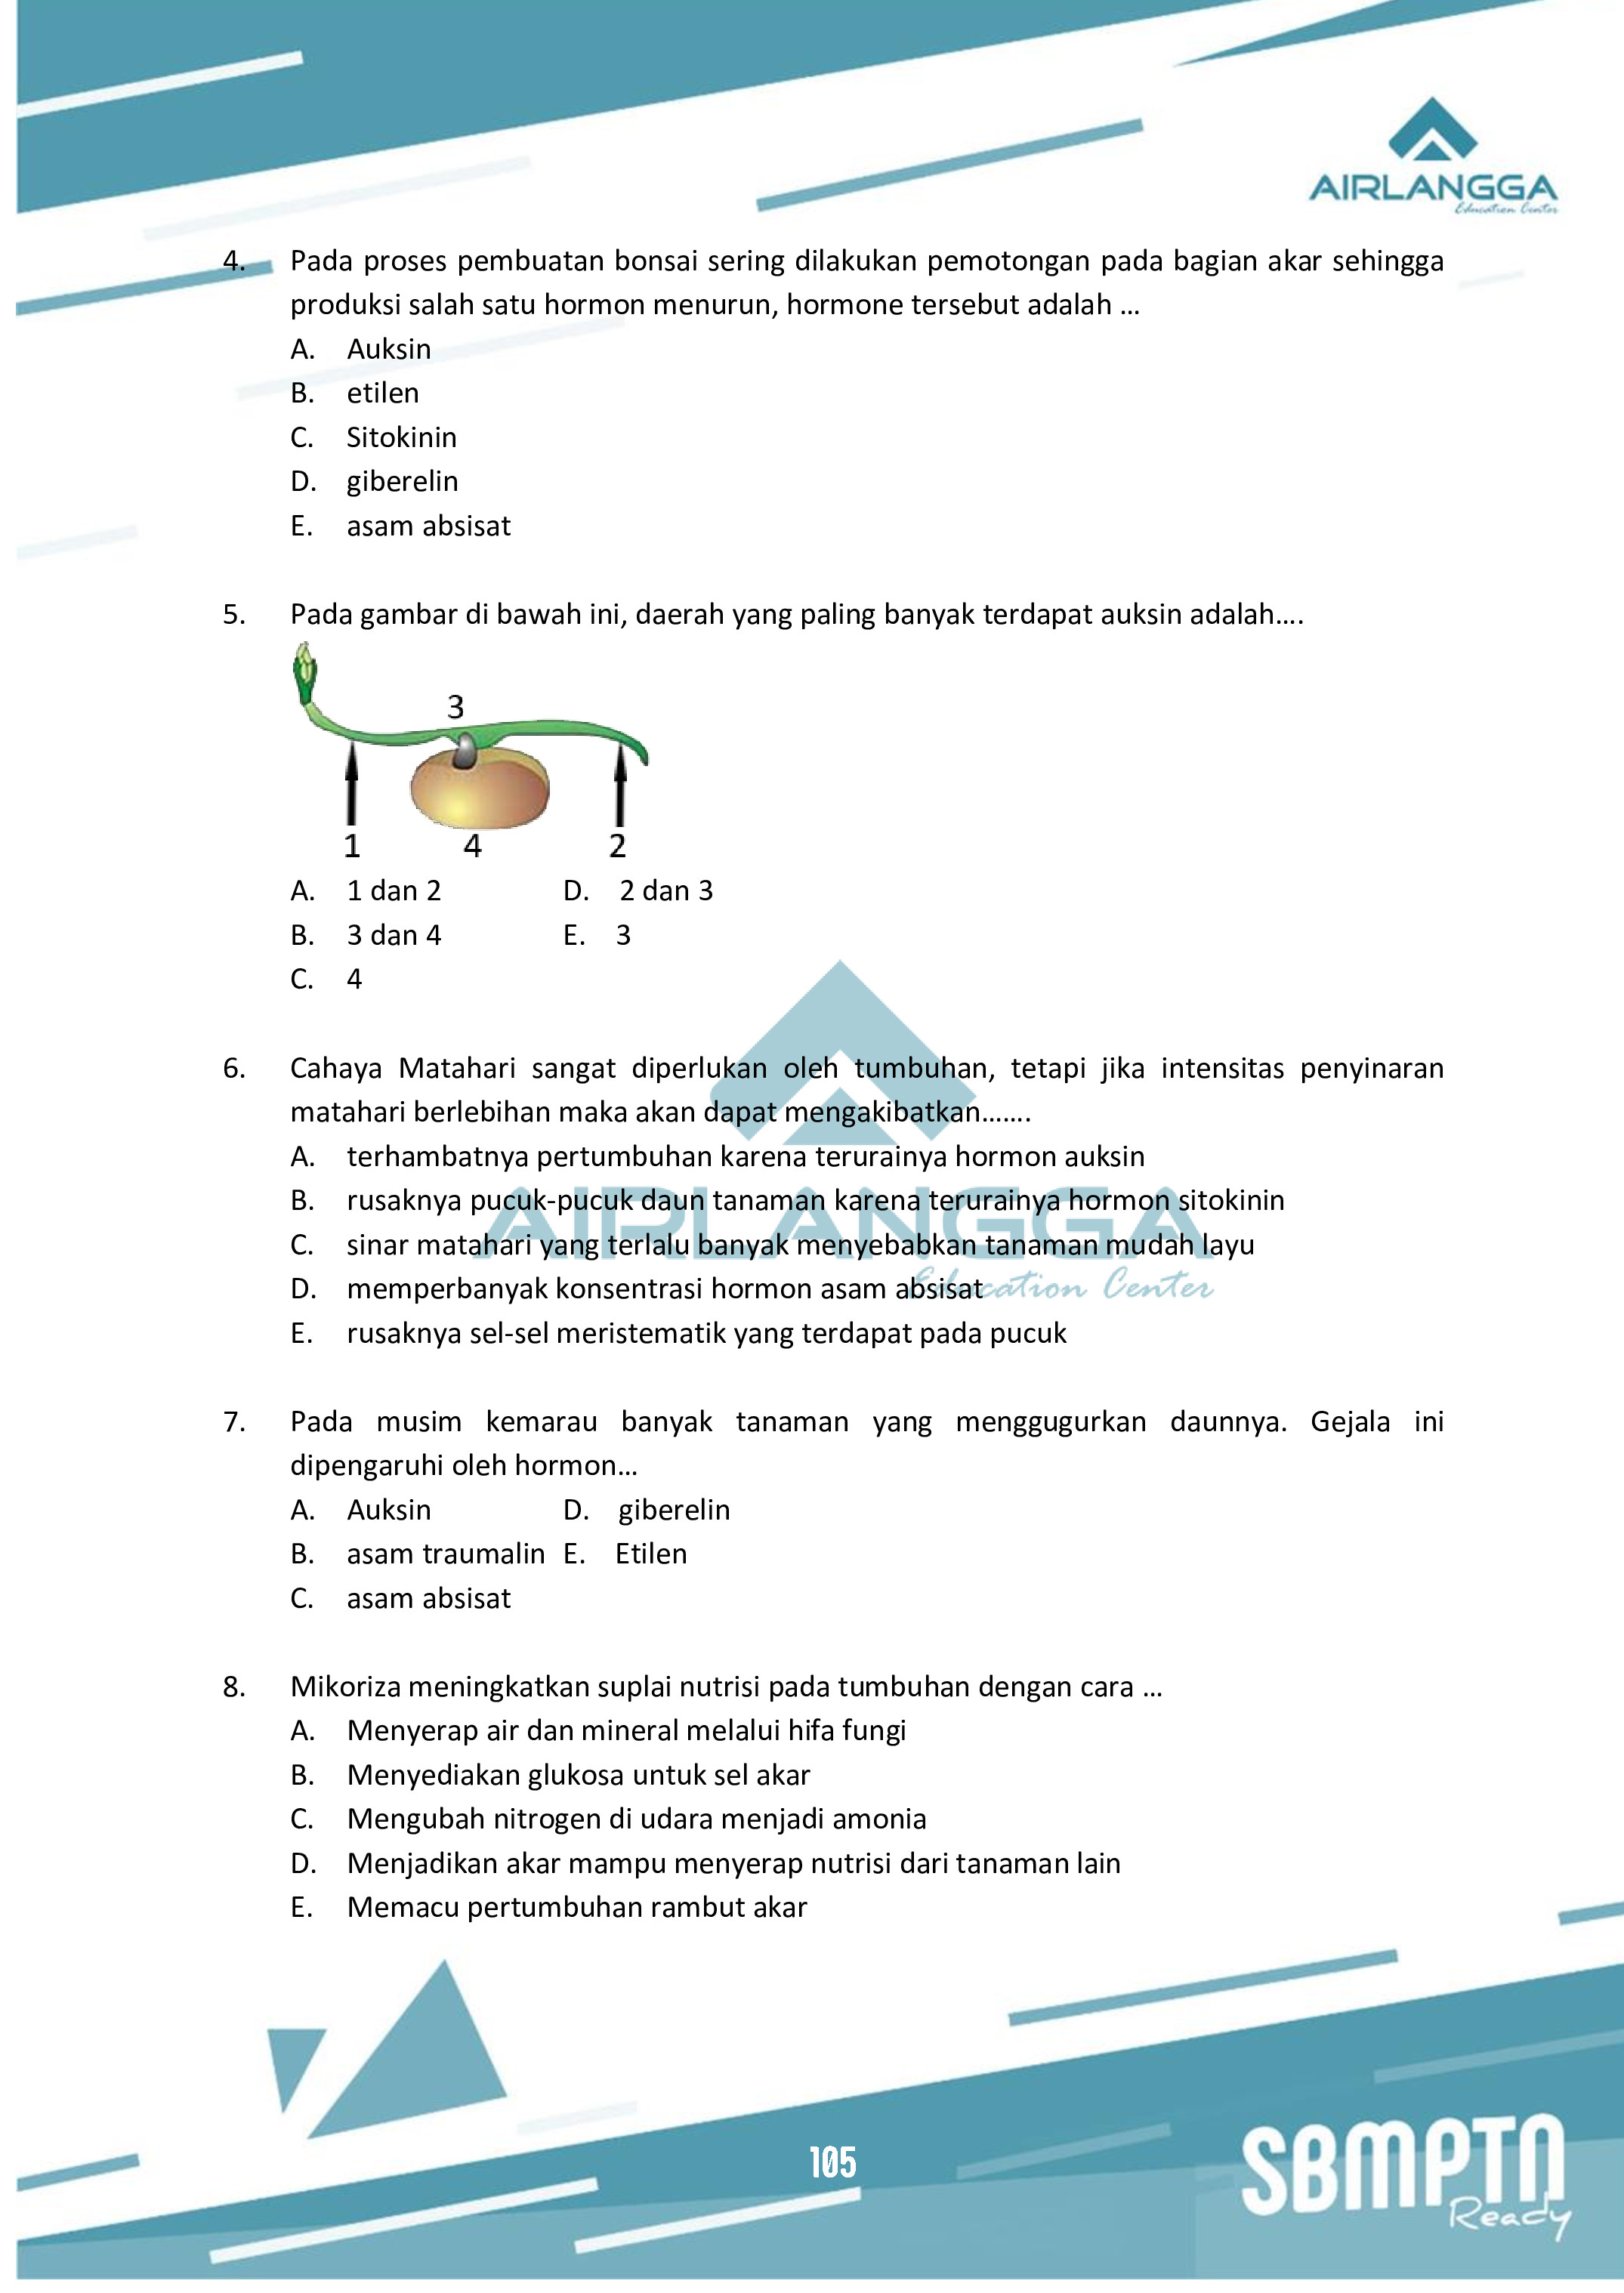 AIRLANGGA
Education Center
4. Pada proses pembuatan bonsai sering dilakukan pemotongan pada bagian akar sehingga
produksi salah satu hormon menurun, hormone tersebut adalah ...
A. Auksin
B. etilen
C. Sitokinin
D. giberelin
E. asam absisat
5. Pada gambar di bawah ini, daerah yang paling banyak terdapat auksin adalah....
3
1 4 2
A. 1 dan 2 D. 2 dan 3
B. 3 dan 4 E. 3
C. 4
6. Cahaya Matahari sangat diperlukan oleh tumbuhan, tetapi jika intensitas penyinaran
matahari berlebihan maka akan dapat mengakibatkan.......
A. terhambatnya pertumbuhan karena terurainya hormon auksin
B. rusaknya pucuk-pucuk daun tanaman karena terurainya hormon sitokinin
C. sinar matahari yang terlalu banyak menyebabkan tanaman mudah layu
D. memperbanyak konsentrasi hormon asam absisat
E. rusaknya sel-sel meristematik yang terdapat pada pucuk
AIRLANGGA
Education Center
7. Pada musim kemarau banyak tanaman yang menggugurkan daunnya. Gejala ini
dipengaruhi oleh hormon...
A. Auksin D. giberelin
B. asam traumalin E. Etilen
C. asam absisat
8. Mikoriza meningkatkan suplai nutrisi pada tumbuhan dengan cara ...
A. Menyerap air dan mineral melalui hifa fungi
B. Menyediakan glukosa untuk sel akar
C. Mengubah nitrogen di udara menjadi amonia
D. Menjadikan akar mampu menyerap nutrisi dari tanaman lain
E. Memacu pertumbuhan rambut akar
105
SBMPTN
Ready